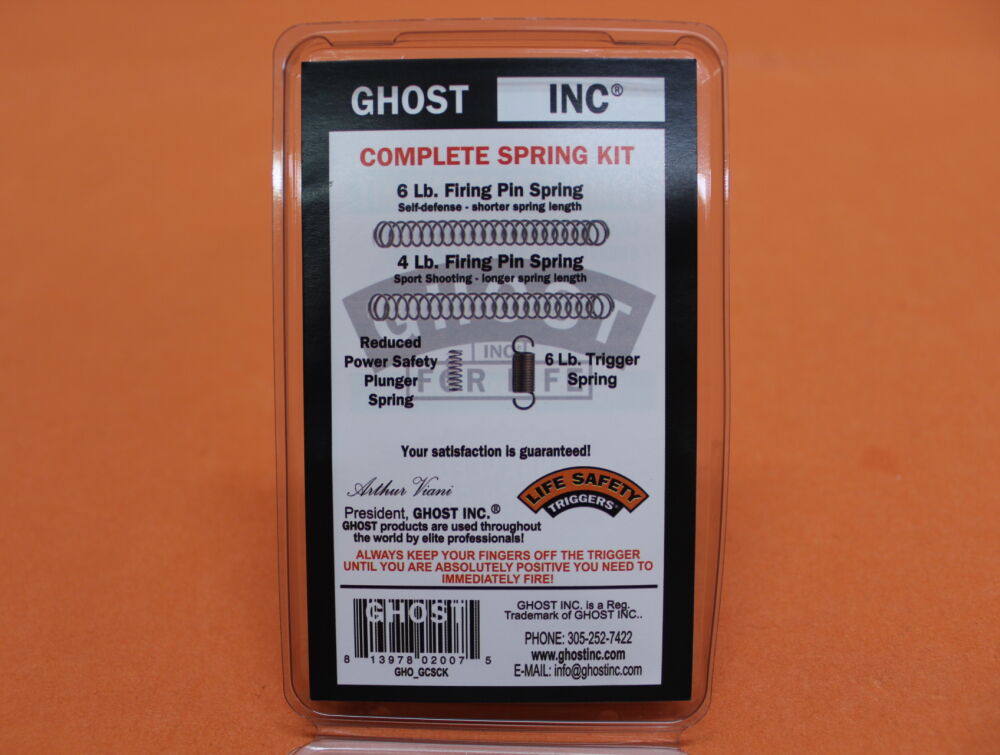 GHOST INC®
COMPLETE SPRING KIT
6 Lb. Firing Pin Spring
Self-defense - shorter spring length
4 Lb. Firing Pin Spring
Sport Shooting - longer spring length
GHOST
INC.
FOR LIFE
Reduced
Power Safety
Plunger
Spring
6 Lb. Trigger
Spring
Your satisfaction is guaranteed!
Arthur Viani
President, GHOST INC.®
GHOST products are used throughout
the world by elite professionals!
LIFE SAFETY
TRIGGERS
ALWAYS KEEP YOUR FINGERS OFF THE TRIGGER
UNTIL YOU ARE ABSOLUTELY POSITIVE YOU NEED TO
IMMEDIATELY FIRE!
GHOST
8 13978 02007 5
GHO_GCSCK
GHOST INC. is a Reg.
Trademark of GHOST INC..
PHONE: 305-252-7422
www.ghostinc.com
E-MAIL: info@ghostinc.com